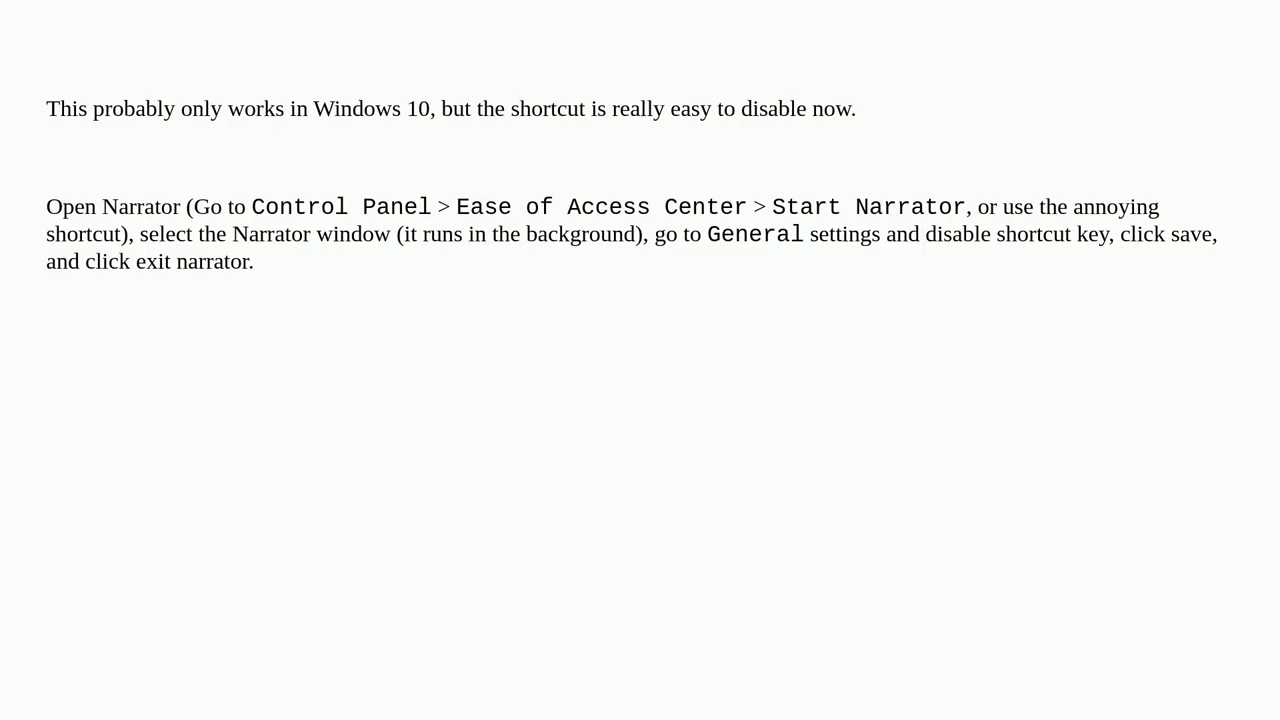 This probably only works in Windows 10, but the shortcut is really easy to disable now.
Open Narrator (Go to Control Panel > Ease of Access Center > Start Narrator, or use the annoying
shortcut), select the Narrator window (it runs in the background), go to General settings and disable shortcut key, click save,
and click exit narrator.